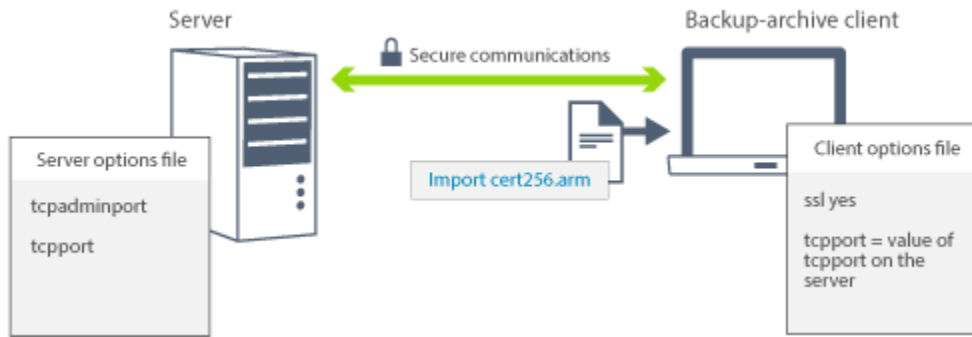 Server
Backup-archive client
Secure communications
Server options file
tcpadminport
tcpport
Import cert256.arm
Client options file
ssl yes
tcpport = value of
tcpport on the
server